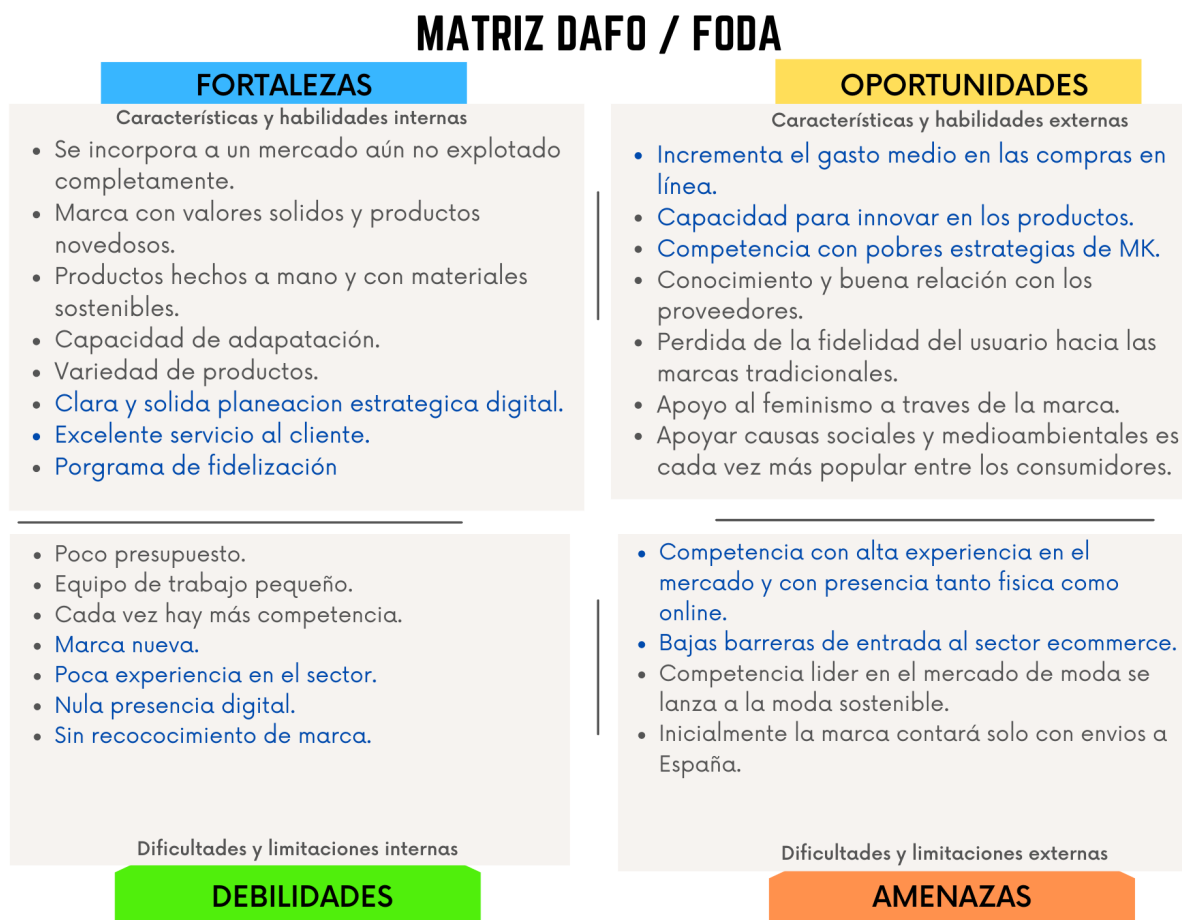 MATRIZ DAFO / FODA
FORTALEZAS
Características y habilidades internas
• Se incorpora a un mercado aún no explotado
completamente.
• Marca con valores solidos y productos
novedosos.
• Productos hechos a mano y con materiales
sostenibles.
• Capacidad de adapatación.
• Variedad de productos.
• Clara y solida planeacion estrategica digital.
• Excelente servicio al cliente.
• Porgrama de fidelización
OPORTUNIDADES
Características y habilidades externas
• Incrementa el gasto medio en las compras en
línea.
• Capacidad para innovar en los productos.
• Competencia con pobres estrategias de MK.
• Conocimiento y buena relación con los
proveedores.
• Perdida de la fidelidad del usuario hacia las
marcas tradicionales.
• Apoyo al feminismo a traves de la marca.
• Apoyar causas sociales y medioambientales es
cada vez más popular entre los consumidores.
• Poco presupuesto.
• Equipo de trabajo pequeño.
• Cada vez hay más competencia.
• Marca nueva.
• Poca experiencia en el sector.
• Nula presencia digital.
• Sin recococimiento de marca.
Dificultades y limitaciones internas
DEBILIDADES
• Competencia con alta experiencia en el
mercado y con presencia tanto fisica como
online.
• Bajas barreras de entrada al sector ecommerce.
• Competencia lider en el mercado de moda se
lanza a la moda sostenible.
• Inicialmente la marca contará solo con envios a
España.
Dificultades y limitaciones externas
AMENAZAS